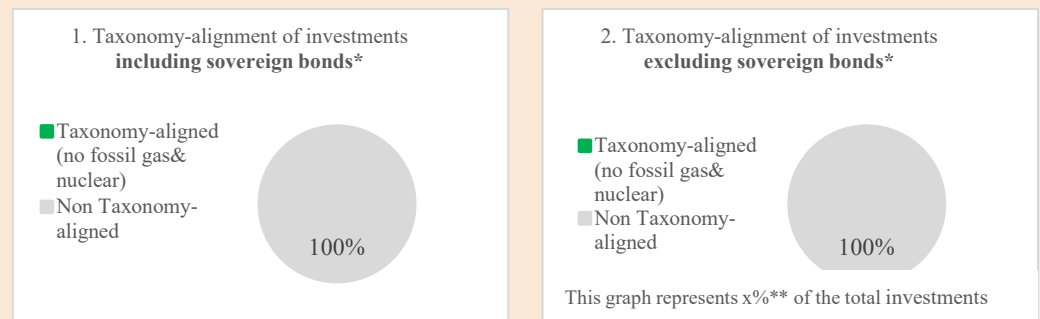 1. Taxonomy-alignment of investments
including sovereign bonds*
Taxonomy-aligned
(no fossil gas&
nuclear)
Non Taxonomy-
aligned
100%
2. Taxonomy-alignment of investments
excluding sovereign bonds*
Taxonomy-aligned
(no fossil gas&
nuclear)
Non Taxonomy-
aligned
100%
This graph represents x%** of the total investments